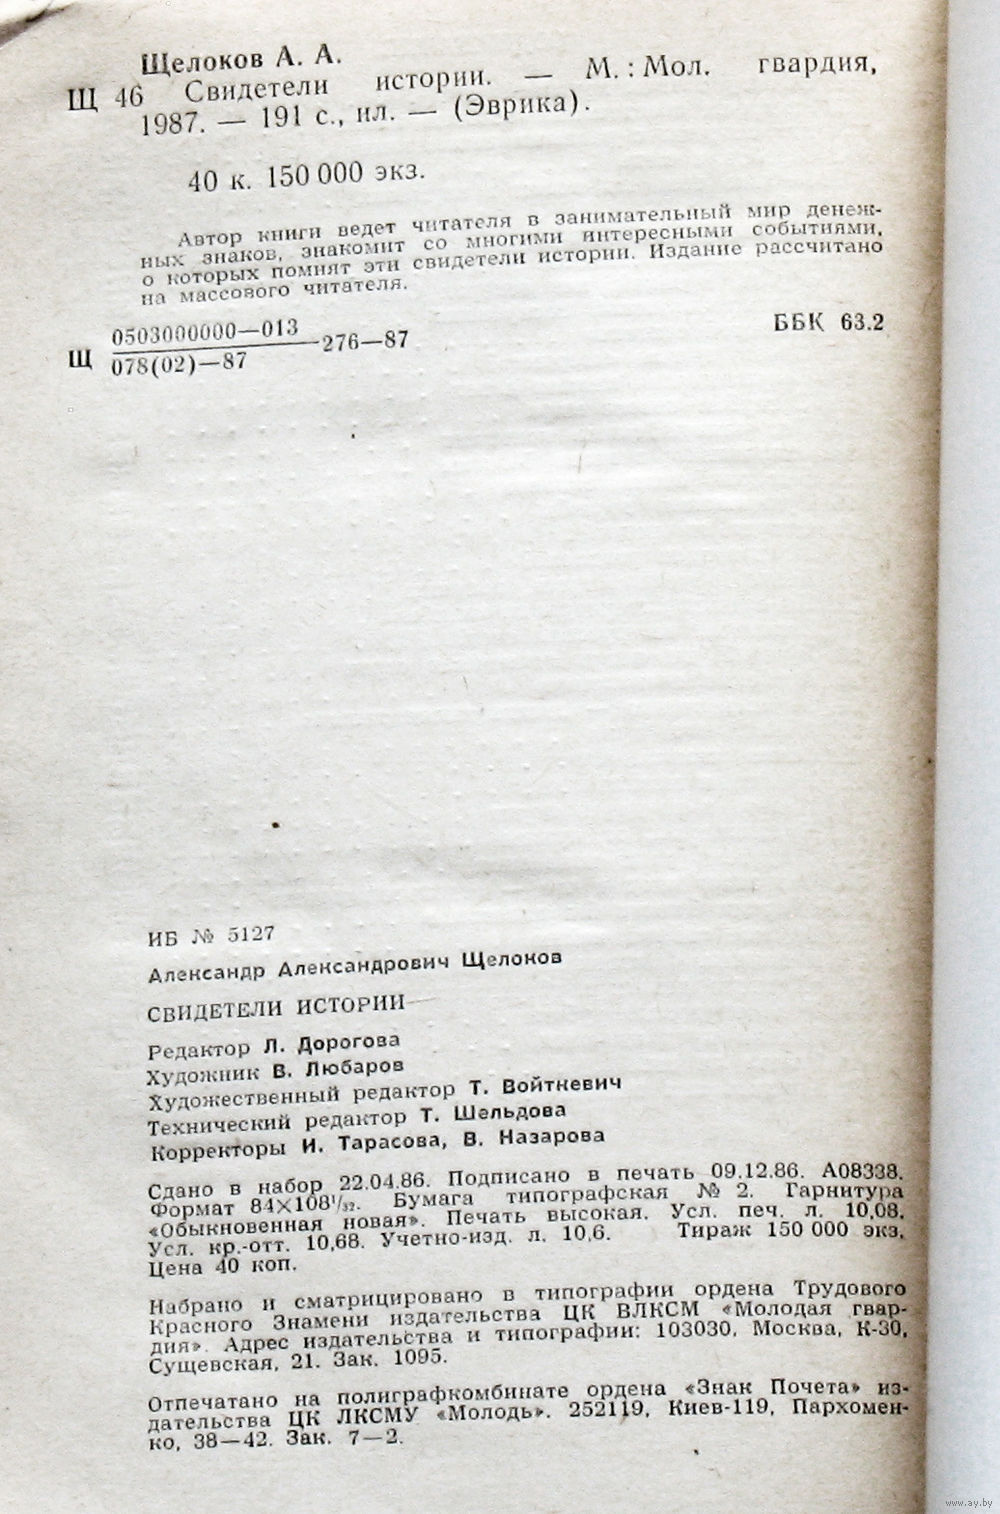 Щелоков А. А.
Щ 46 Свидетели истории. — М.: Мол. гвардия,
1987. — 191 с., ил. — (Эврика).
40 к. 150 000 экз.
Автор книги ведет читателя в занимательный мир денеж-
ных знаков, знакомит со многими интересными событиями,
о которых помнят эти свидетели истории. Издание рассчитано
на массового читателя.
Щ 0503000000—013
078(02)—87
276—87
ББК 63.2
ИБ № 5127
Александр Александрович Щелоков
СВИДЕТЕЛИ ИСТОРИИ
Редактор Л. Дорогова
Художник В. Любаров
Художественный редактор Т. Войткевич
Технический редактор Т. Шельдова
Корректоры И. Тарасова, В. Назарова
Сдано в набор 22.04.86. Подписано в печать 09.12.86. А08338.
Формат 84×108¹/₃₂. Бумага типографская № 2. Гарнитура
«Обыкновенная новая». Печать высокая. Усл. печ. л. 10,08.
Усл. кр.-отт. 10,68. Учетно-изд. л. 10,6. Тираж 150 000 экз.
Цена 40 коп.
Набрано и сматрицировано в типографии ордена Трудового
Красного Знамени издательства ЦК ВЛКСМ «Молодая гвар-
дия». Адрес издательства и типографии: 103030, Москва, К-30,
Сущевская, 21. Зак. 1095.
Отпечатано на полиграфкомбинате ордена «Знак Почета» из-
дательства ЦК ЛКСМУ «Молодь». 252119, Киев-119, Пархомен-
ко, 38—42. Зак. 7—2.
www.ay.by